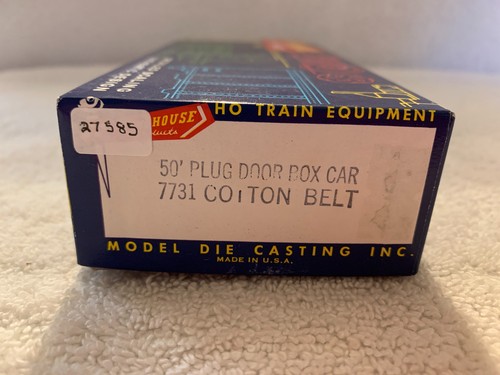 27585
HOUSE
ducts
HO TRAIN EQUIPMENT
50' PLUG DOOR BOX CAR
7731 COTTON BELT
MODEL DIE CASTING INC.
MADE IN U.S.A.